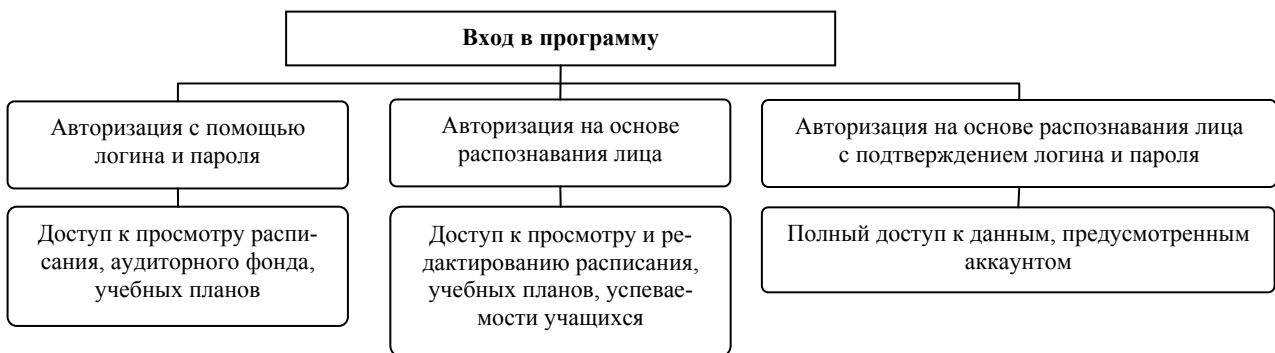 Вход в программу
Авторизация с помощью
логина и пароля
Авторизация на основе
распознавания лица
Авторизация на основе распознавания лица
с подтверждением логина и пароля
Доступ к просмотру распи-
сания, аудиторного фонда,
учебных планов
Доступ к просмотру и ре-
дактированию расписания,
учебных планов, успевае-
мости учащихся
Полный доступ к данным, предусмотренным
аккаунтом